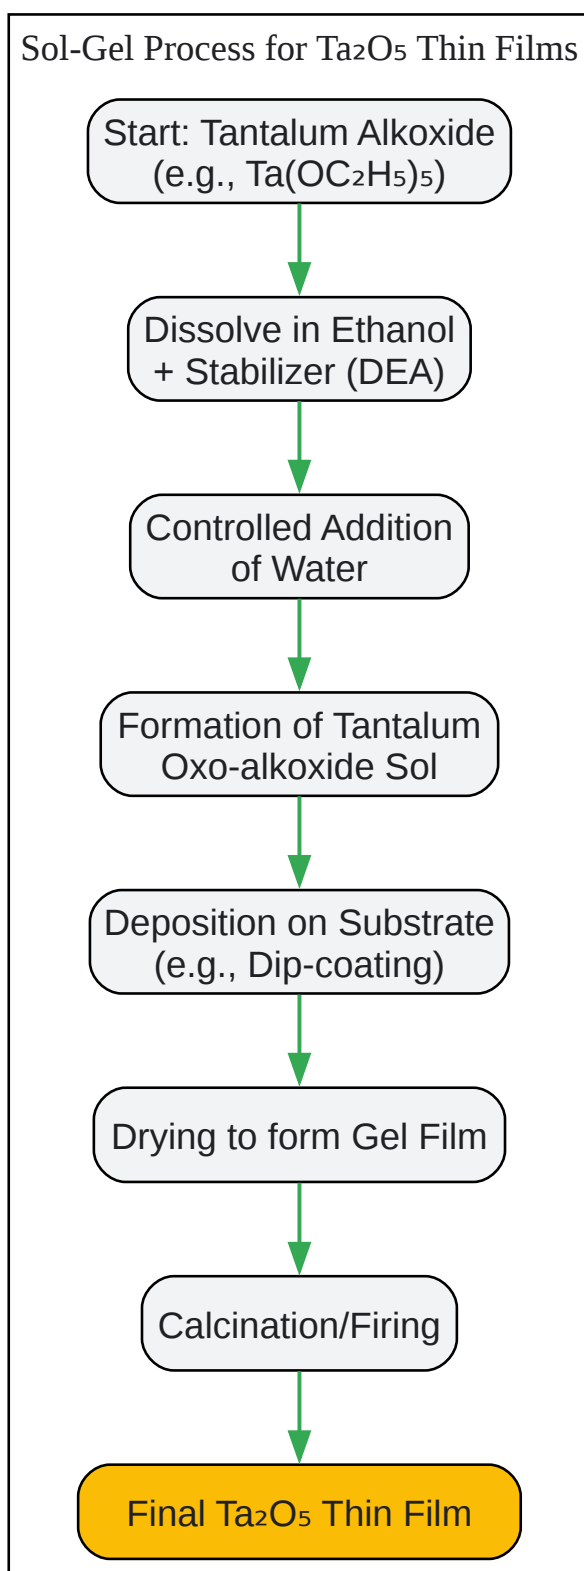 Sol-Gel Process for Ta₂O₅ Thin Films
Start: Tantalum Alkoxide
(e.g., Ta(OC₂H₅)₅)
Dissolve in Ethanol
+ Stabilizer (DEA)
Controlled Addition
of Water
Formation of Tantalum
Oxo-alkoxide Sol
Deposition on Substrate
(e.g., Dip-coating)
Drying to form Gel Film
Calcination/Firing
Final Ta₂O₅ Thin Film